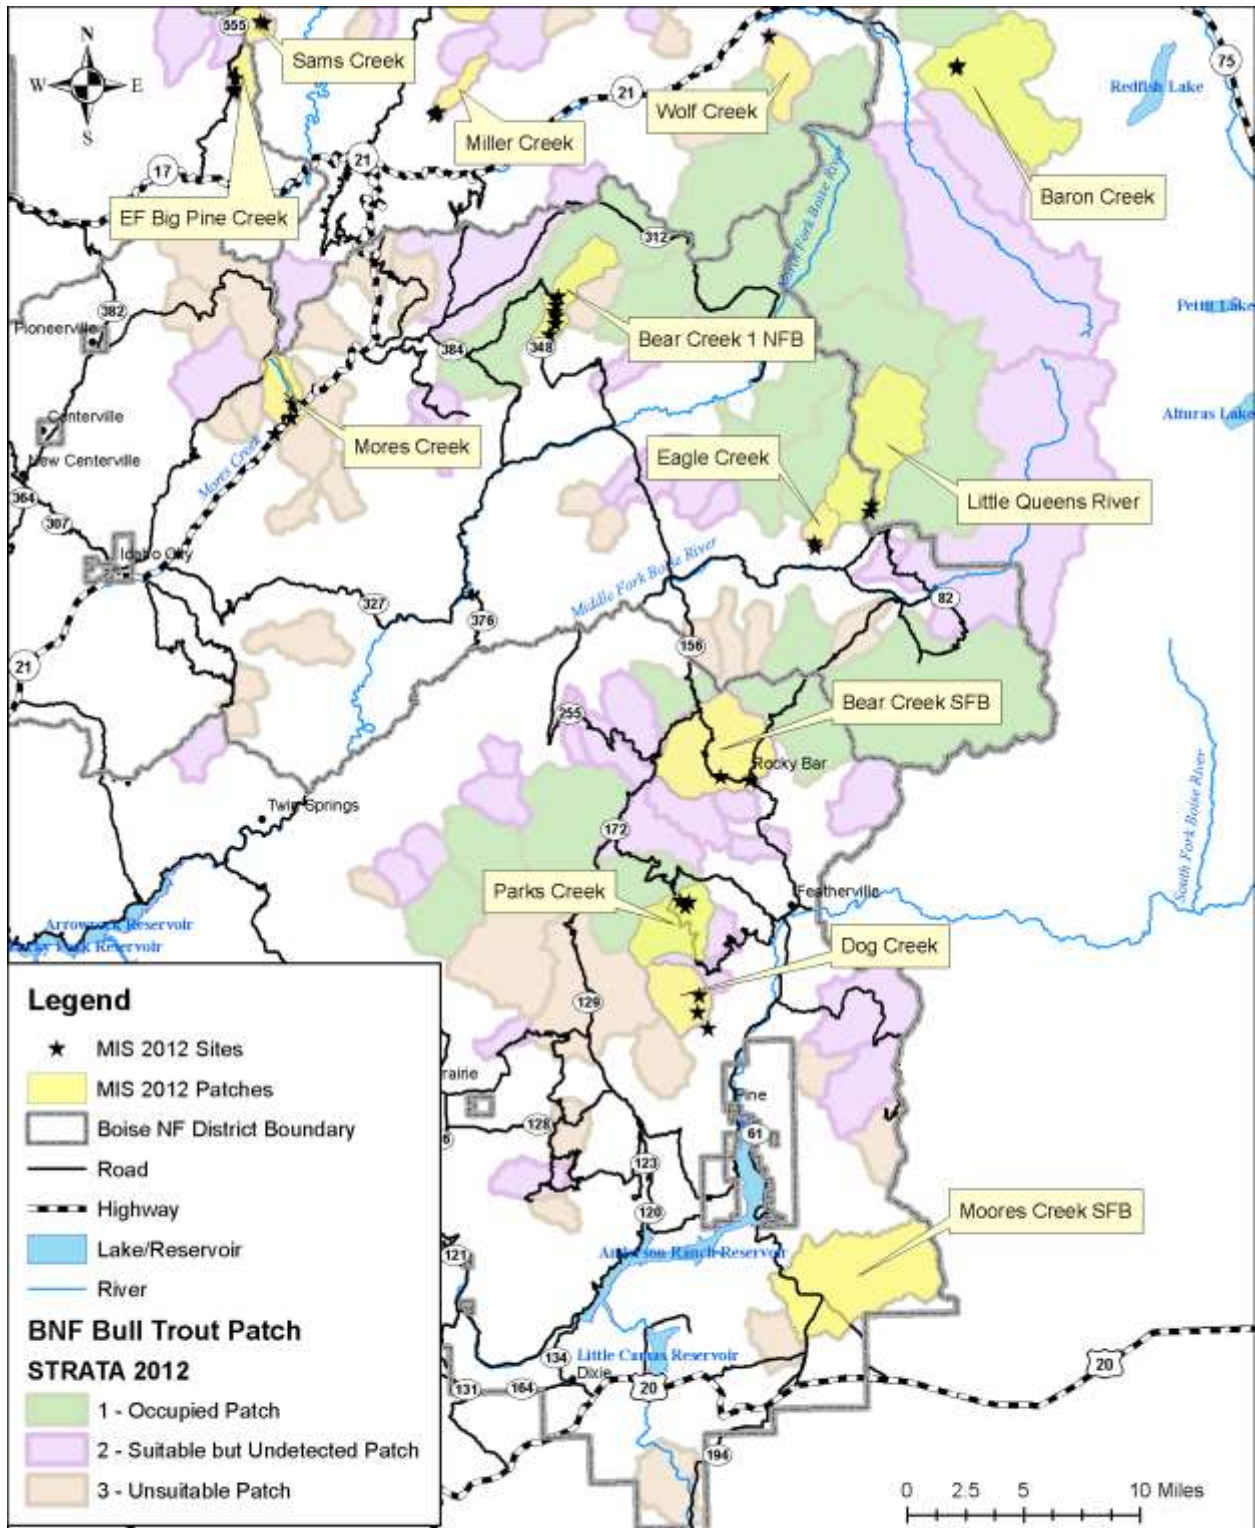 555
N
Sams Creek
W
E
S
Miller Creek
21
Wolf Creek
75
Redfish Lake
Baron Creek
17
21
EF Big Pine Creek
312
382
Pioneerville
Pettit Lake
Bear Creek 1 NFB
384
348
Centerville
New Centerville
Mores Creek
Mores Creek
Alturas Lake
Eagle Creek
Little Queens River
364
307
Idaho City
Middle Fork Boise River
327
376
82
156
21
Bear Creek SFB
255
Rocky Bar
Twin Springs
172
South Fork Boise River
Parks Creek
Featherville
Arrowrock Reservoir
Reservoir
Dog Creek
129
Legend
MIS 2012 Sites
MIS 2012 Patches
Boise NF District Boundary
Road
Highway
Lake/Reservoir
River
BNF Bull Trout Patch
STRATA 2012
1 - Occupied Patch
2 - Suitable but Undetected Patch
3 - Unsuitable Patch
rairie
Pine
128
61
123
120
Moores Creek SFB
121
Anderson Ranch Reservoir
134
Little Camas Reservoir
Dixie
131
164
20
20
194
0 2.5 5 10 Miles